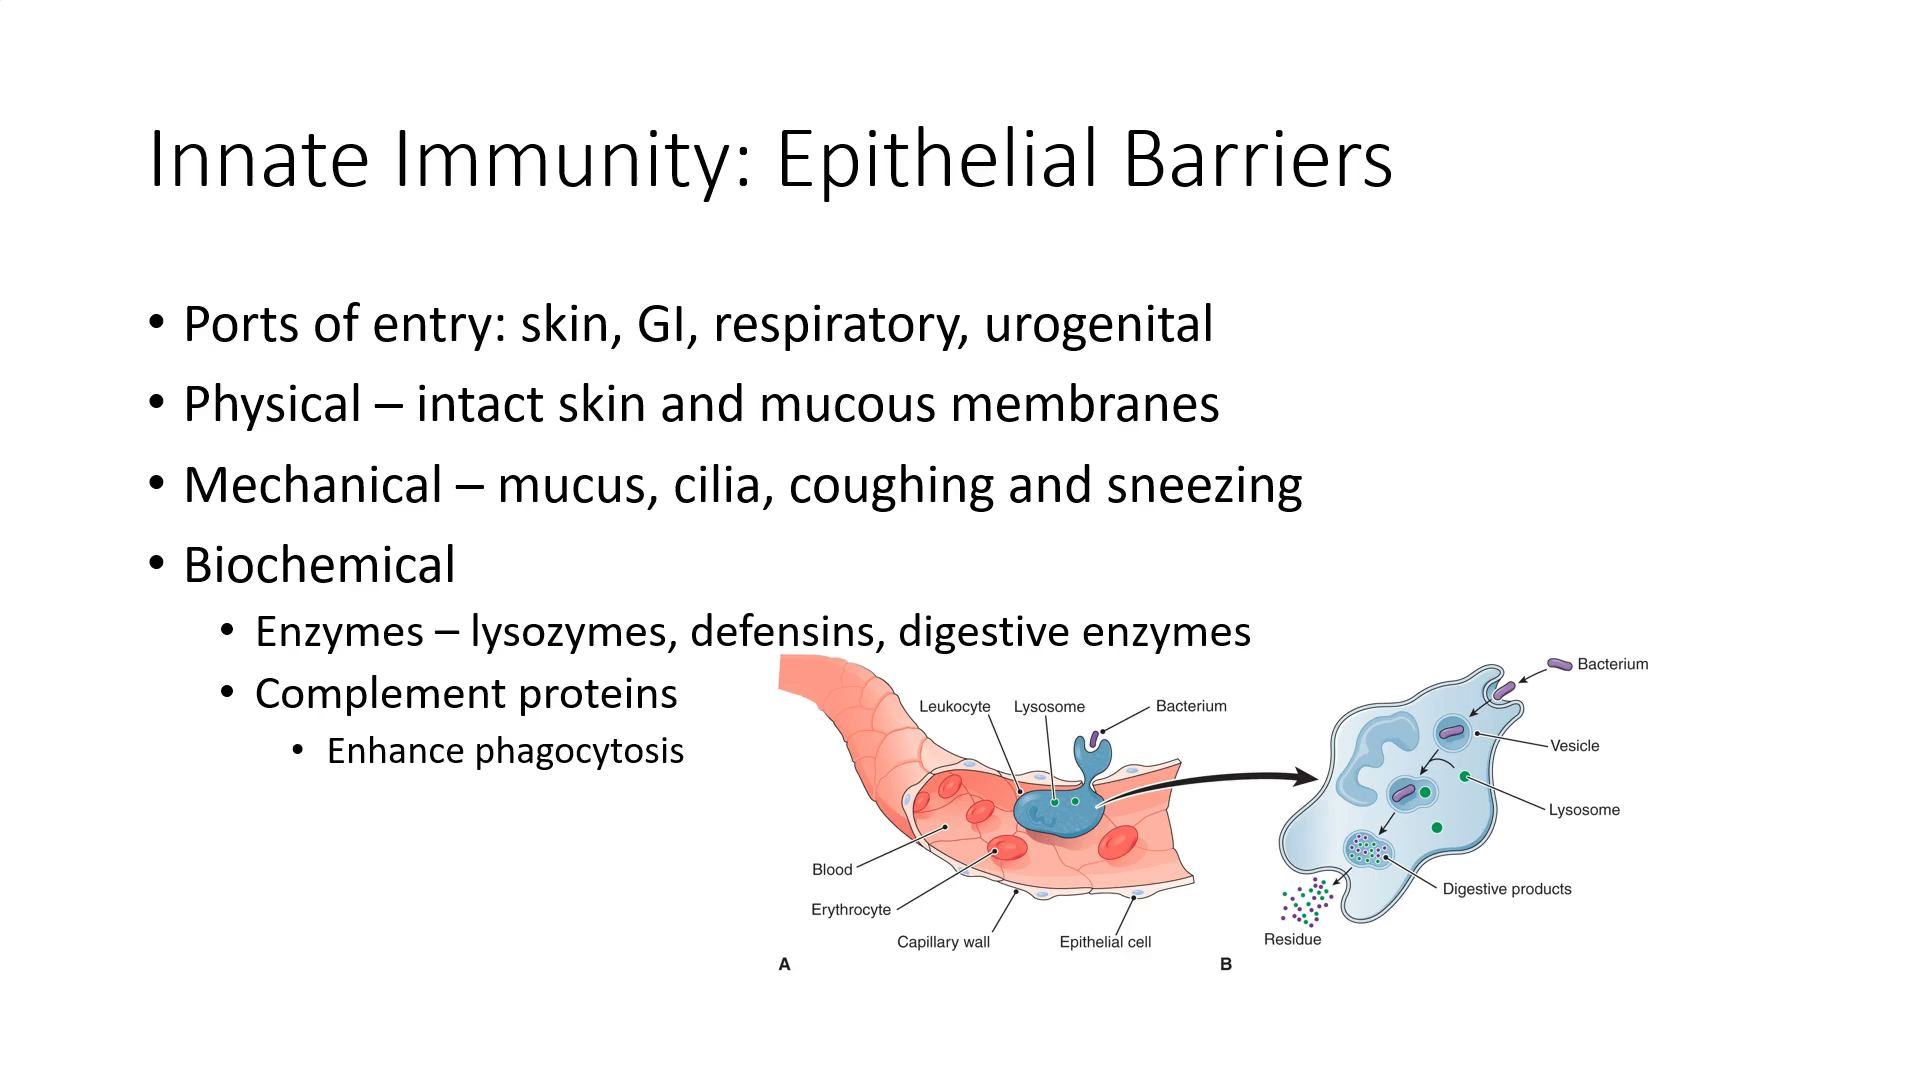 Innate Immunity: Epithelial Barriers
• Ports of entry: skin, GI, respiratory, urogenital
• Physical – intact skin and mucous membranes
• Mechanical – mucus, cilia, coughing and sneezing
• Biochemical
• Enzymes – lysozymes, defensins, digestive enzymes
• Complement proteins
• Enhance phagocytosis
Leukocyte
Lysosome
Bacterium
Blood
Erythrocyte
Capillary wall
Epithelial cell
A
Bacterium
Vesicle
Lysosome
Digestive products
Residue
B